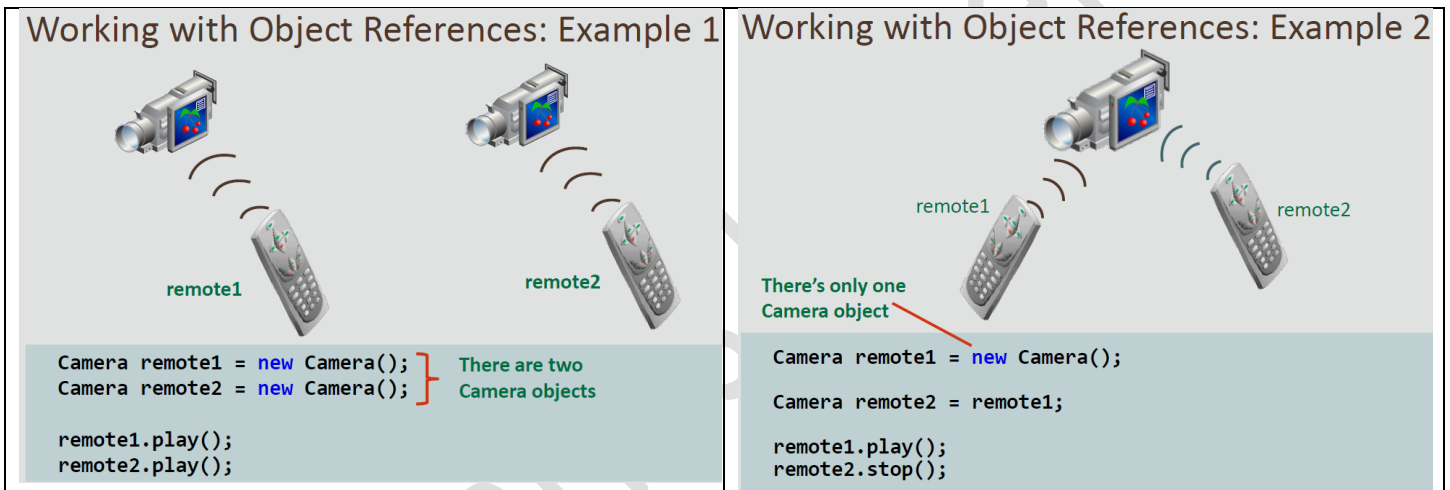 Working with Object References: Example 1
remote1
remote2
Camera remote1 = new Camera();
Camera remote2 = new Camera();
There are two
Camera objects
remote1.play();
remote2.play();
Working with Object References: Example 2
remote1
remote2
There's only one
Camera object
Camera remote1 = new Camera();
Camera remote2 = remote1;
remote1.play();
remote2.stop();